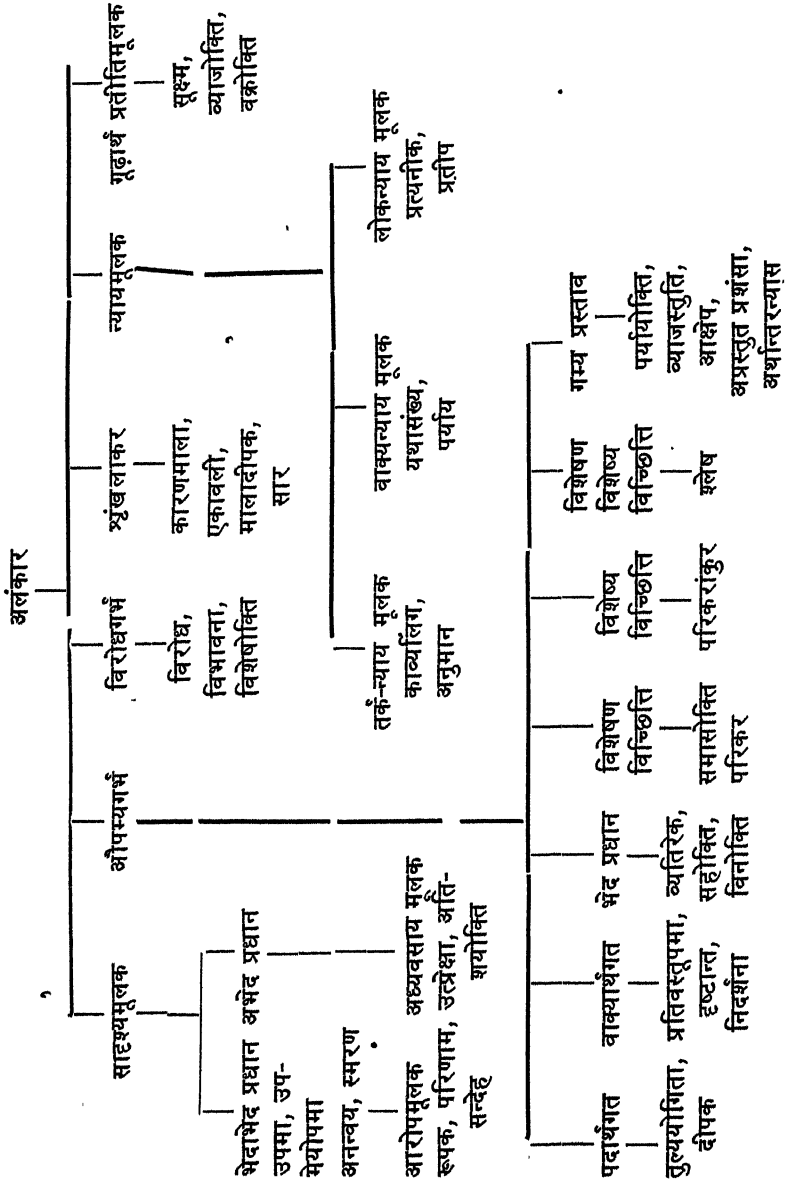 अलंकार
सादृश्यमूलक
औपम्यगर्भ
विरोधगर्भ
श्रृंखलाकर
न्यायमूलक
गूढ़ार्थ प्रतीतिमूलक
विरोध,
विभावना,
विशेषोक्ति
कारणमाला,
एकावली,
मालादीपक,
सार
सूक्ष्म,
व्याजोक्ति,
वक्रोक्ति
भेदाभेद प्रधान
उपमा, उप-
मेयोपमा
अनन्वय, स्मरण
अभेद प्रधान
आरोपमूलक
रूपक, परिणाम,
सन्देह
अध्यवसाय मूलक
उत्प्रेक्षा, अति-
शयोक्ति
तर्क-न्याय मूलक
काव्यलिंग,
अनुमान
वाक्यन्याय मूलक
यथासंख्य,
पर्याय
लोकन्याय मूलक
प्रत्यनीक,
प्रतीप
पदार्थगत
तुल्ययोगिता,
दीपक
वाक्यार्थगत
प्रतिवस्तूपमा,
दृष्टान्त,
निदर्शना
भेद प्रधान
व्यतिरेक,
सहोक्ति,
विनोक्ति
विशेषण
विच्छित्ति
समासोक्ति
परिकर
विशेष्य
विच्छित्ति
परिकरांकुर
विशेषण
विशेष्य
विच्छित्ति
श्लेष
गम्य प्रस्ताव
पर्यायोक्ति,
व्याजस्तुति,
आक्षेप,
अप्रस्तुत प्रशंसा,
अर्थान्तरन्यास